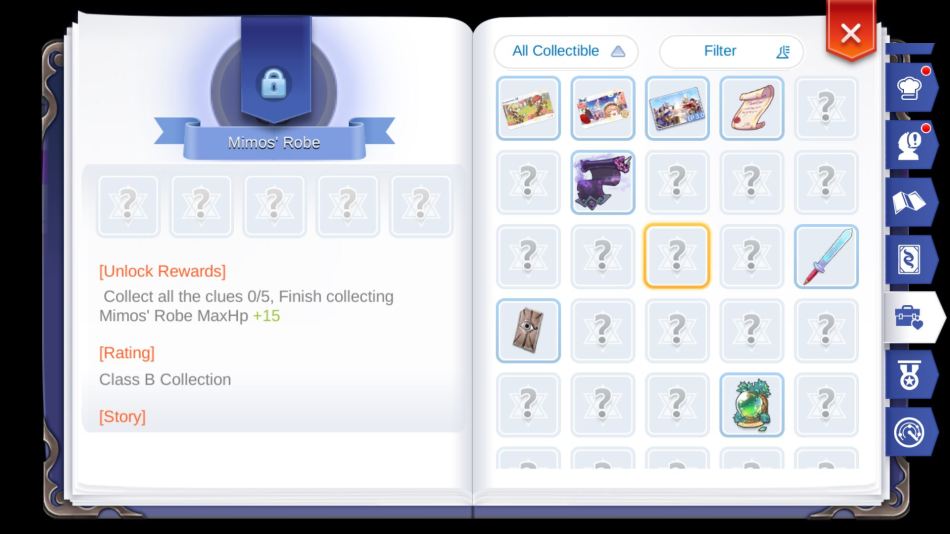 Mimos' Robe
[Unlock Rewards]
Collect all the clues 0/5, Finish collecting
Mimos' Robe MaxHp +15
[Rating]
Class B Collection
[Story]
All Collectible
Filter